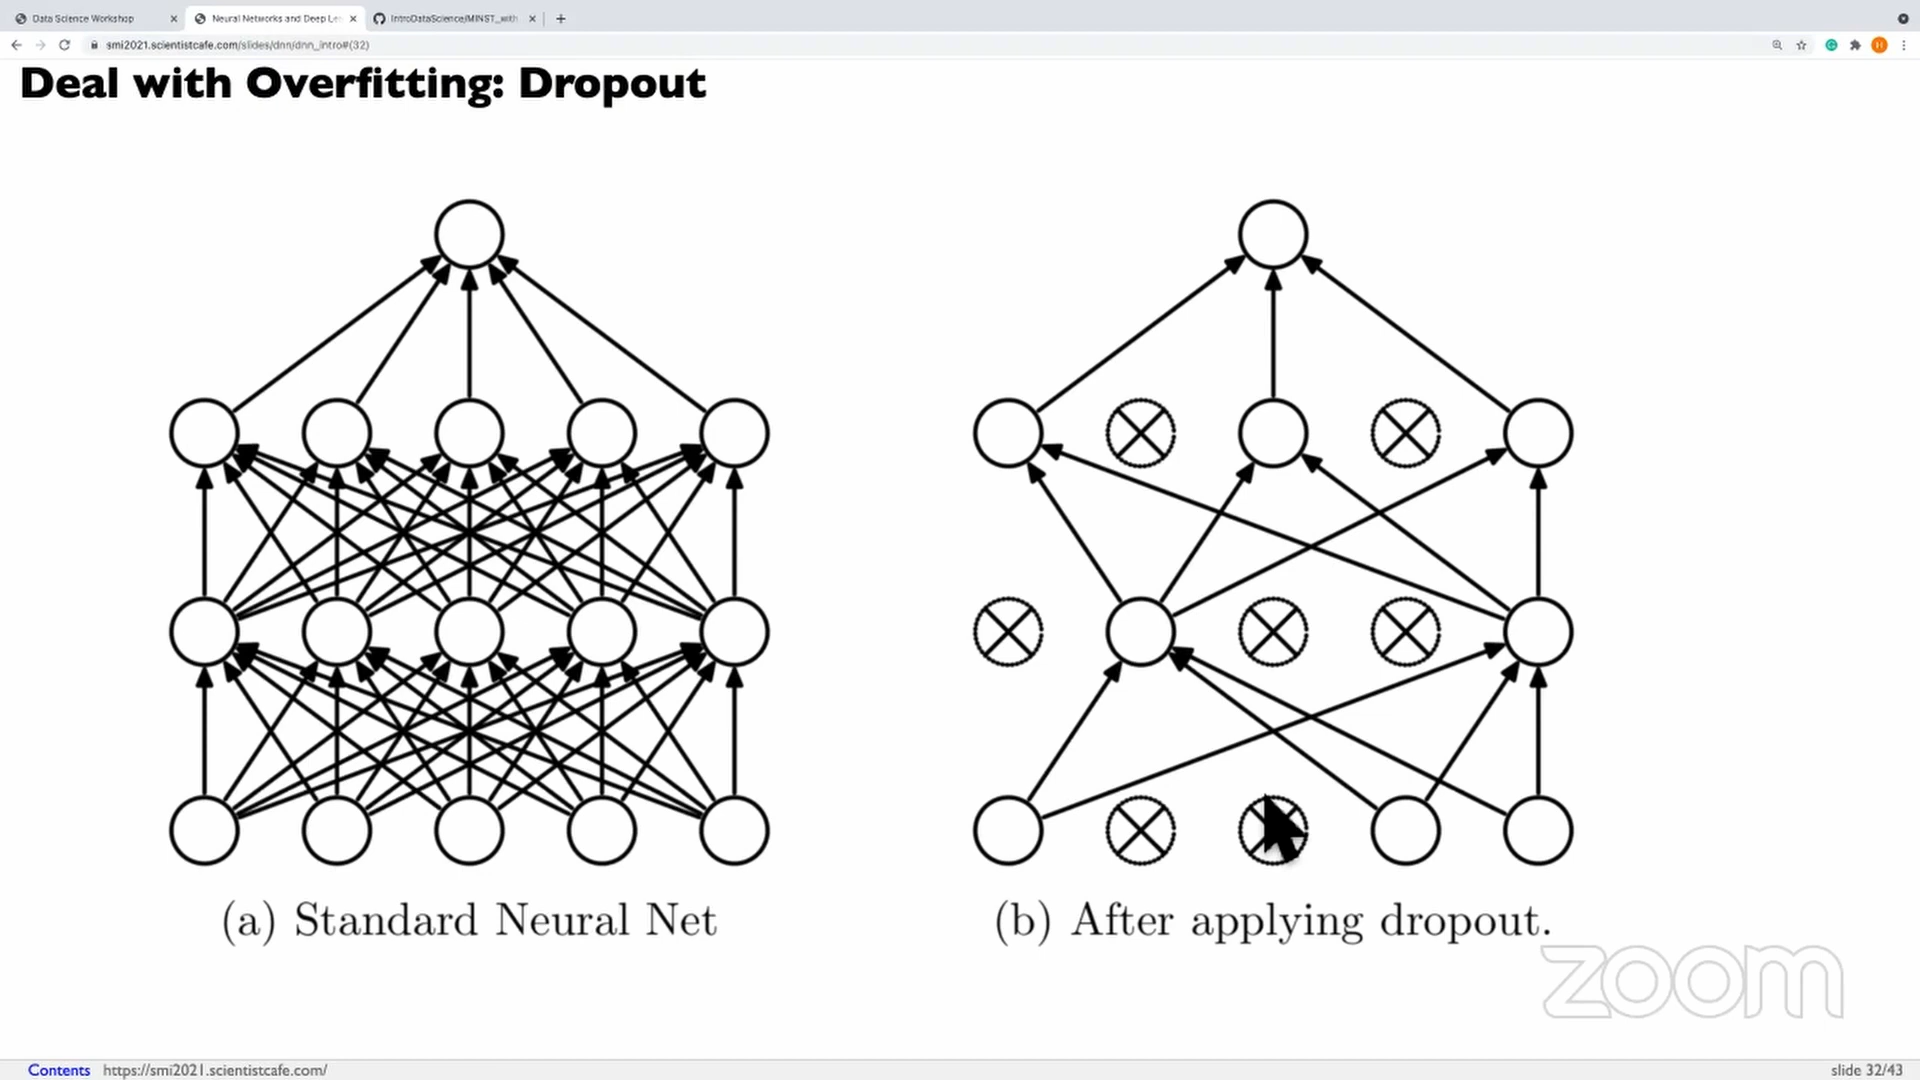 Data Science Workshop
Neural Networks and Deep Le
IntroDataScience/MINST_with
smi2021.scientistcafe.com/slides/dnn/dnn_intro#(32)
H
Deal with Overfitting: Dropout
(a) Standard Neural Net
(b) After applying dropout.
zoom
Contents https://smi2021.scientistcafe.com/
slide 32/43